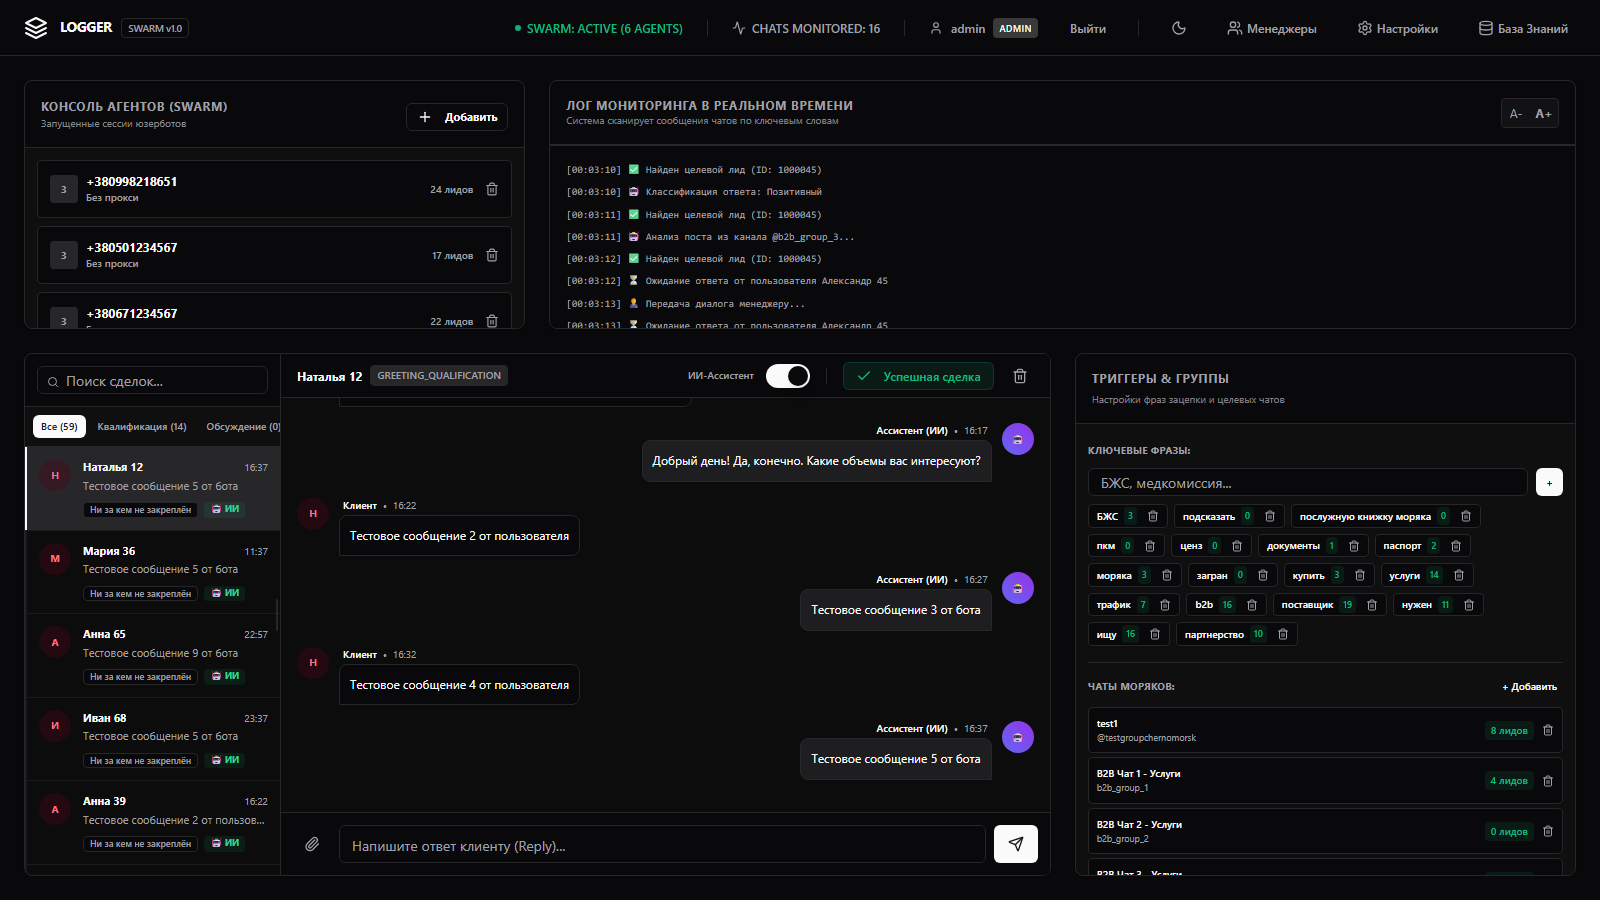 LOGGER SWARM v1.0 SWARM: ACTIVE (6 AGENTS) CHATS MONITORED: 16 admin ADMIN Выйти Менеджеры Настройки База Знаний
КОНСОЛЬ АГЕНТОВ (SWARM)
Запущенные сессии юзерботов
+ Добавить
3 +380998218651 24 лидов
Без прокси
3 +380501234567 17 лидов
Без прокси
3 +380671234567 22 лидов
ЛОГ МОНИТОРИНГА В РЕАЛЬНОМ ВРЕМЕНИ
Система сканирует сообщения чатов по ключевым словам
A- A+
[00:03:10] ✅ Найден целевой лид (ID: 1000045)
[00:03:10] 🤖 Классификация ответа: Позитивный
[00:03:11] ✅ Найден целевой лид (ID: 1000045)
[00:03:11] 🤖 Анализ поста из канала @b2b_group_3...
[00:03:12] ✅ Найден целевой лид (ID: 1000045)
[00:03:12] ⏳ Ожидание ответа от пользователя Александр 45
[00:03:13] Передача диалога менеджеру...
[00:03:13] ⏳ Ожидание ответа от пользователя Александр 45
Поиск сделок...
Все (59) Квалификация (14) Обсуждение (0)
Н Наталья 12 16:37
Тестовое сообщение 5 от бота
Ни за кем не закреплён 🤖 ИИ
М Мария 36 11:37
Тестовое сообщение 5 от бота
Ни за кем не закреплён 🤖 ИИ
А Анна 65 22:57
Тестовое сообщение 9 от бота
Ни за кем не закреплён 🤖 ИИ
И Иван 68 23:37
Тестовое сообщение 5 от бота
Ни за кем не закреплён 🤖 ИИ
А Анна 39 16:22
Тестовое сообщение 2 от пользов...
Ни за кем не закреплён 🤖 ИИ
Наталья 12 GREETING_QUALIFICATION ИИ-Ассистент Успешная сделка
Ассистент (ИИ) • 16:17
Добрый день! Да, конечно. Какие объемы вас интересуют?
Клиент • 16:22
Н
Тестовое сообщение 2 от пользователя
Ассистент (ИИ) • 16:27
Тестовое сообщение 3 от бота
Клиент • 16:32
Н
Тестовое сообщение 4 от пользователя
Ассистент (ИИ) • 16:37
Тестовое сообщение 5 от бота
Напишите ответ клиенту (Reply)...
ТРИГГЕРЫ & ГРУППЫ
Настройки фраз зацепки и целевых чатов
КЛЮЧЕВЫЕ ФРАЗЫ:
БЖС, медкомиссия... +
БЖС 3 подсказать 0 послужную книжку моряка 0
пкм 0 ценз 0 документы 1 паспорт 2
моряка 3 загран 0 купить 3 услуги 14
трафик 7 b2b 16 поставщик 19 нужен 11
ищу 16 партнерство 10
ЧАТЫ МОРЯКОВ: + Добавить
test1
@testgroupchernomorsk
8 лидов
B2B Чат 1 - Услуги
b2b_group_1
4 лидов
B2B Чат 2 - Услуги
b2b_group_2
0 лидов
B2B Чат 3 - Услуги